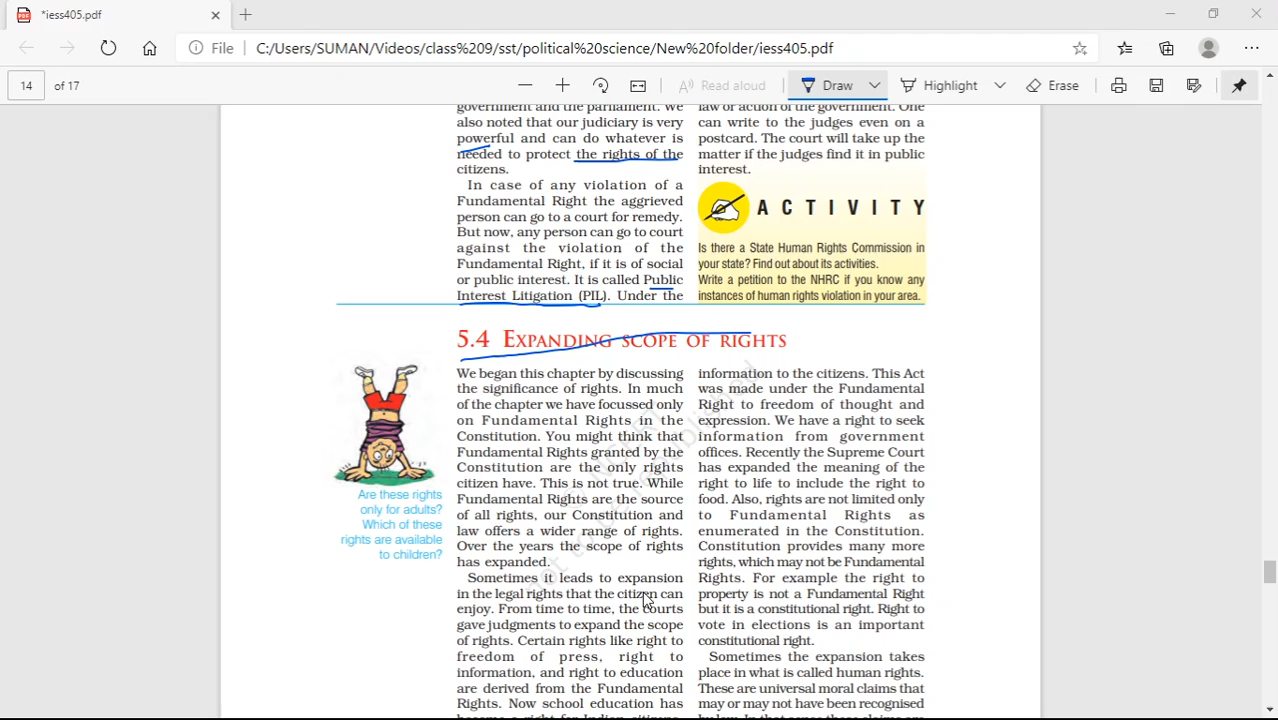 *iess405.pdf
File
C:/Users/SUMAN/Videos/class%209/sst/political%20science/New%20folder/iess405.pdf
14 of 17
Read aloud
Draw
Highlight
Erase
government and the parliament. We
also noted that our judiciary is very
powerful and can do whatever is
needed to protect the rights of the
citizens.
In case of any violation of a
Fundamental Right the aggrieved
person can go to a court for remedy.
But now, any person can go to court
against the violation of the
Fundamental Right, if it is of social
or public interest. It is called Public
Interest Litigation (PIL). Under the
law or action of the government. One
can write to the judges even on a
postcard. The court will take up the
matter if the judges find it in public
interest.
ACTIVITY
Is there a State Human Rights Commission in
your state? Find out about its activities.
Write a petition to the NHRC if you know any
instances of human rights violation in your area.
5.4 EXPANDING SCOPE OF RIGHTS
Are these rights
only for adults?
Which of these
rights are available
to children?
We began this chapter by discussing
the significance of rights. In much
of the chapter we have focussed only
on Fundamental Rights in the
Constitution. You might think that
Fundamental Rights granted by the
Constitution are the only rights
citizen have. This is not true. While
Fundamental Rights are the source
of all rights, our Constitution and
law offers a wider range of rights.
Over the years the scope of rights
has expanded.
Sometimes it leads to expansion
in the legal rights that the citizen can
enjoy. From time to time, the courts
gave judgments to expand the scope
of rights. Certain rights like right to
freedom of press, right to
information, and right to education
are derived from the Fundamental
Rights. Now school education has
become a right for Indian citizens.
information to the citizens. This Act
was made under the Fundamental
Right to freedom of thought and
expression. We have a right to seek
information from government
offices. Recently the Supreme Court
has expanded the meaning of the
right to life to include the right to
food. Also, rights are not limited only
to Fundamental Rights as
enumerated in the Constitution.
Constitution provides many more
rights, which may not be Fundamental
Rights. For example the right to
property is not a Fundamental Right
but it is a constitutional right. Right to
vote in elections is an important
constitutional right.
Sometimes the expansion takes
place in what is called human rights.
These are universal moral claims that
may or may not have been recognised
by law. In that sense these claims are
not to be republished